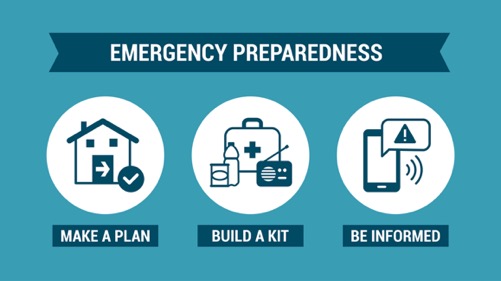 EMERGENCY PREPAREDNESS
MAKE A PLAN
BUILD A KIT
BE INFORMED